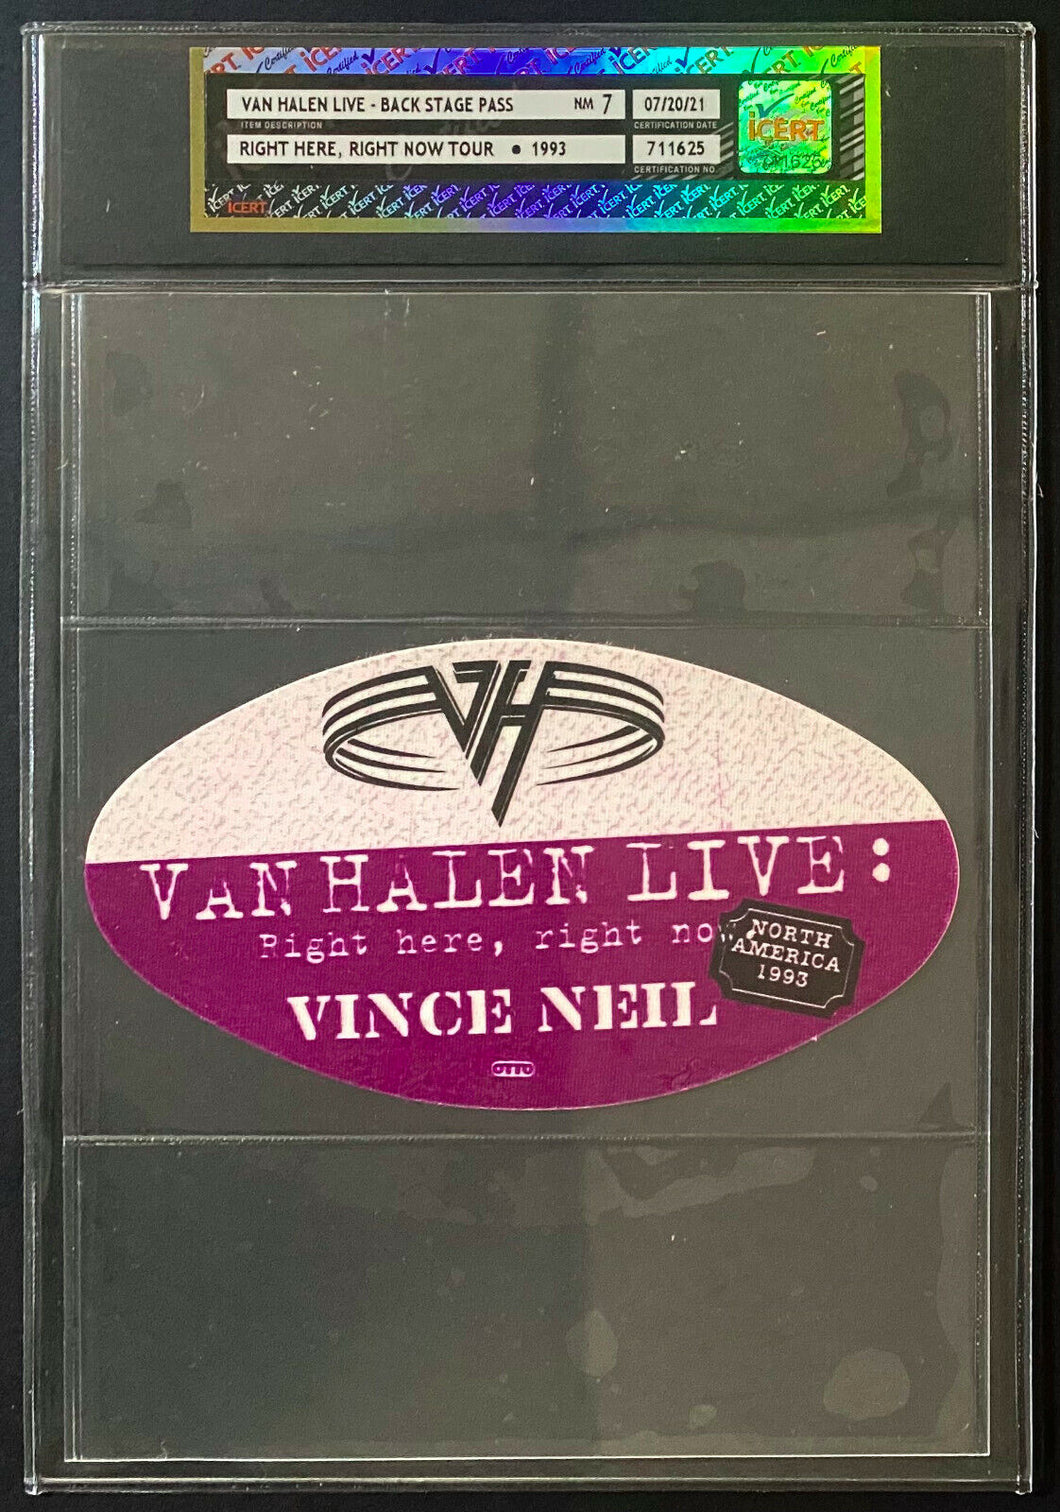 VAN HALEN LIVE - BACK STAGE PASS NM 7 07/20/21
ITEM DESCRIPTION CERTIFICATION DATE
RIGHT HERE, RIGHT NOW TOUR • 1993 711625
CERTIFICATION NO.
iCERT
iCERT
VH
VAN HALEN LIVE:
Right here, right no
NORTH
AMERICA
1993
VINCE NEIL
OTTO